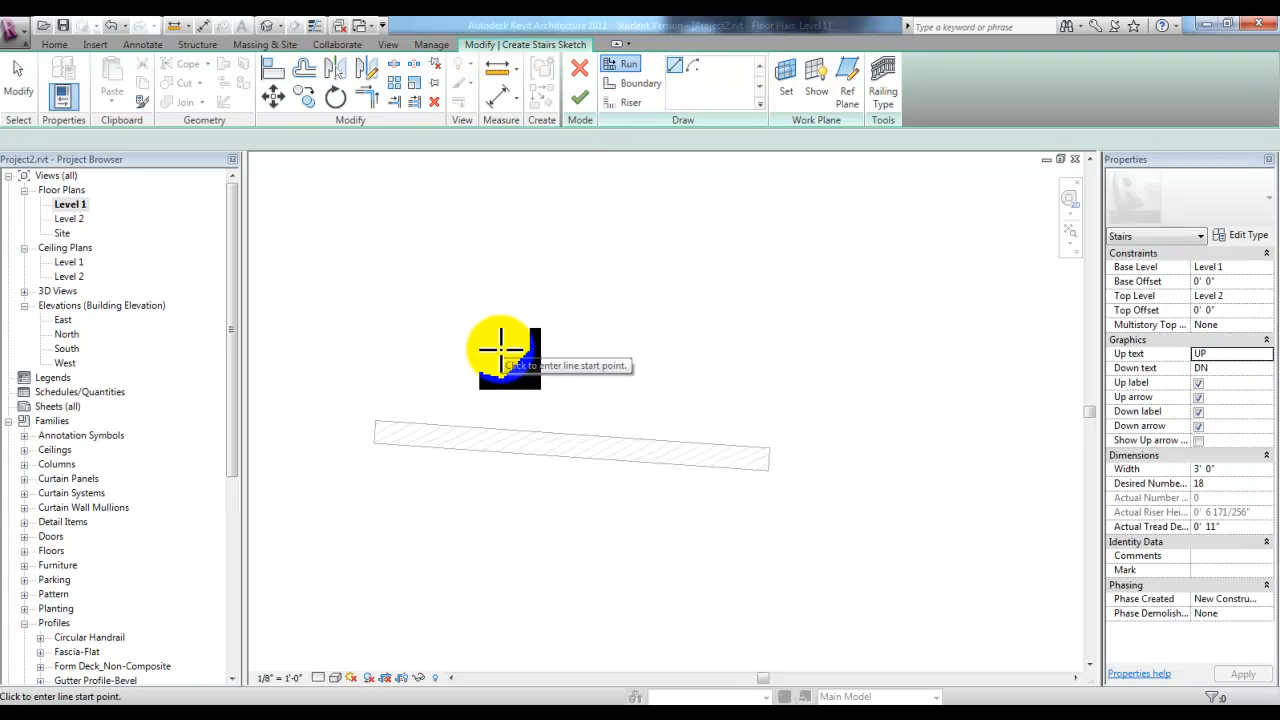 Autodesk Revit Architecture 2011 - Student Version - [Project2.rvt - Floor Plan: Level 1]
Type a keyword or phrase
Home Insert Annotate Structure Massing & Site Collaborate View Manage Modify | Create Stairs Sketch
Modify Paste Cope Cut Join Run Boundary Riser Set Show Ref Plane Railing Type
Select Properties Clipboard Geometry Modify View Measure Create Mode Draw Work Plane Tools
Project2.rvt - Project Browser
Views (all)
Floor Plans
Level 1
Level 2
Site
Ceiling Plans
Level 1
Level 2
3D Views
Elevations (Building Elevation)
East
North
South
West
Legends
Schedules/Quantities
Sheets (all)
Families
Annotation Symbols
Ceilings
Columns
Curtain Panels
Curtain Systems
Curtain Wall Mullions
Detail Items
Doors
Floors
Furniture
Parking
Pattern
Planting
Profiles
Circular Handrail
Fascia-Flat
Form Deck_Non-Composite
Gutter Profile-Bevel
Click to enter line start point.
2D
Properties
Stairs Edit Type
Constraints
Base Level Level 1
Base Offset 0' 0"
Top Level Level 2
Top Offset 0' 0"
Multistory Top ... None
Graphics
Up text UP
Down text DN
Up label
Up arrow
Down label
Down arrow
Show Up arrow ...
Dimensions
Width 3' 0"
Desired Numbe... 18
Actual Number ... 0
Actual Riser Hei... 0' 6 171/256"
Actual Tread De... 0' 11"
Identity Data
Comments
Mark
Phasing
Phase Created New Constru...
Phase Demolish... None
Properties help Apply
1/8" = 1'-0"
Click to enter line start point.
Main Model
:0